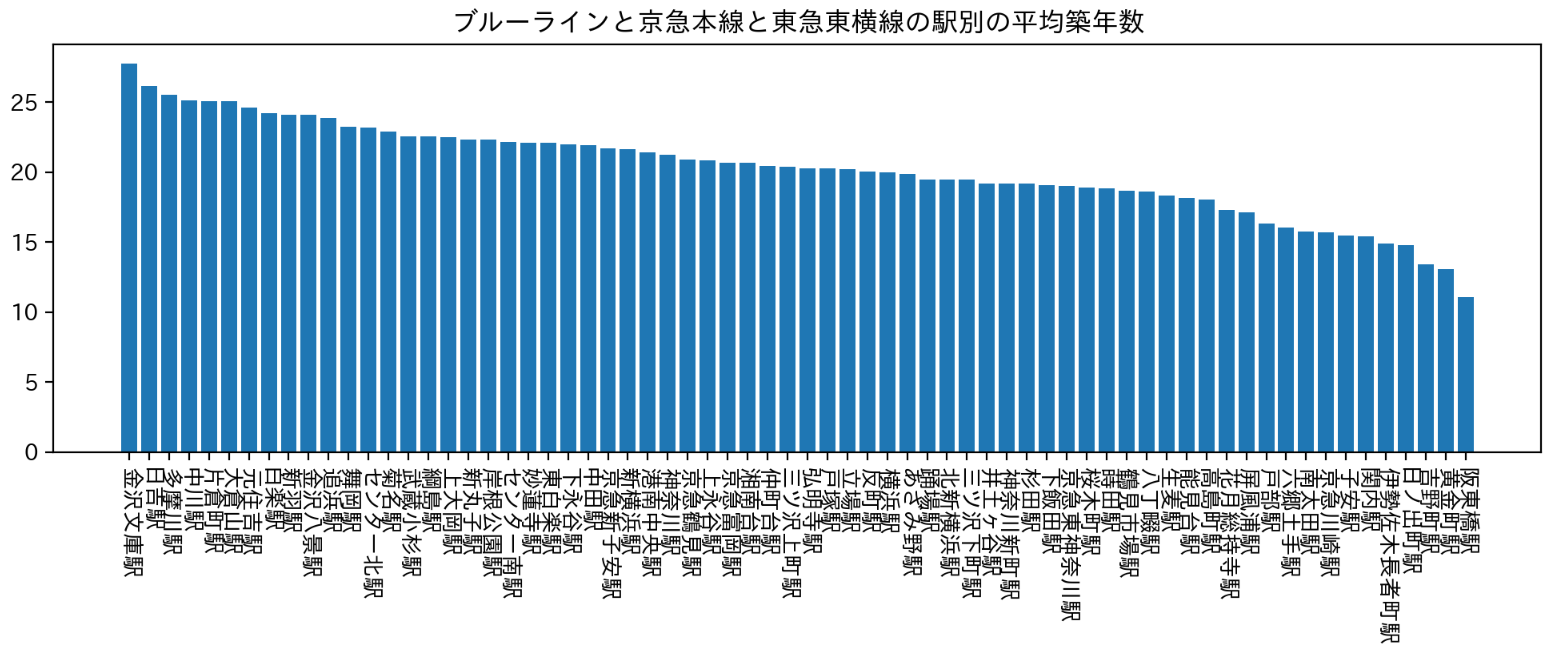 ブルーラインと京急本線と東急東横線の駅別の平均築年数
25
20
15
10
5
0
金沢文庫駅
日吉駅
多摩川駅
中川駅
片倉町駅
大倉山駅
元住吉駅
白楽駅
新羽駅
金沢八景駅
追浜駅
舞岡駅
センター北駅
菊名駅
武蔵小杉駅
綱島駅
上大岡駅
新丸子駅
岸根公園駅
センター南駅
妙蓮寺駅
東白楽駅
下永谷駅
中田駅
京急新子安駅
新横浜駅
港南中央駅
神奈川駅
京急鶴見駅
上永谷駅
京急富岡駅
湘南台駅
仲町台駅
三ツ沢上町駅
弘明寺駅
戸塚駅
立場駅
反町駅
横浜駅
あざみ野駅
踊場駅
北新横浜駅
三ツ沢下町駅
井土ヶ谷駅
神奈川新町駅
杉田駅
下飯田駅
京急東神奈川駅
桜木町駅
蒔田駅
鶴見市場駅
八丁畷駅
生麦駅
能見台駅
高島町駅
花月総持寺駅
屏風浦駅
戸部駅
六郷土手駅
南太田駅
京急川崎駅
子安駅
関内駅
伊勢佐木長者町駅
日ノ出町駅
吉野町駅
黄金町駅
阪東橋駅